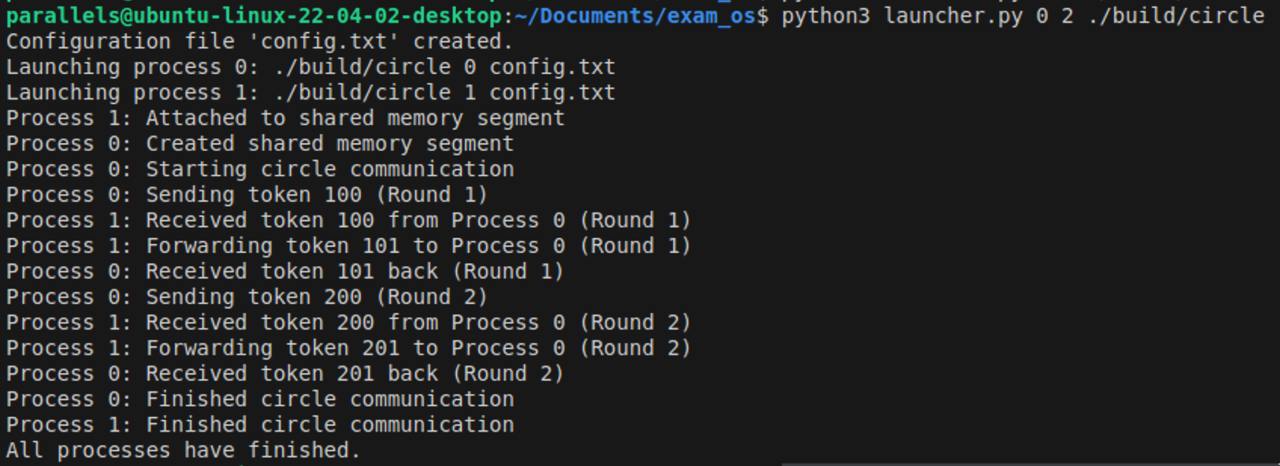 parallels@ubuntu-linux-22-04-02-desktop:~/Documents/exam_os$ python3 launcher.py 0 2 ./build/circle
Configuration file 'config.txt' created.
Launching process 0: ./build/circle 0 config.txt
Launching process 1: ./build/circle 1 config.txt
Process 1: Attached to shared memory segment
Process 0: Created shared memory segment
Process 0: Starting circle communication
Process 0: Sending token 100 (Round 1)
Process 1: Received token 100 from Process 0 (Round 1)
Process 1: Forwarding token 101 to Process 0 (Round 1)
Process 0: Received token 101 back (Round 1)
Process 0: Sending token 200 (Round 2)
Process 1: Received token 200 from Process 0 (Round 2)
Process 1: Forwarding token 201 to Process 0 (Round 2)
Process 0: Received token 201 back (Round 2)
Process 0: Finished circle communication
Process 1: Finished circle communication
All processes have finished.